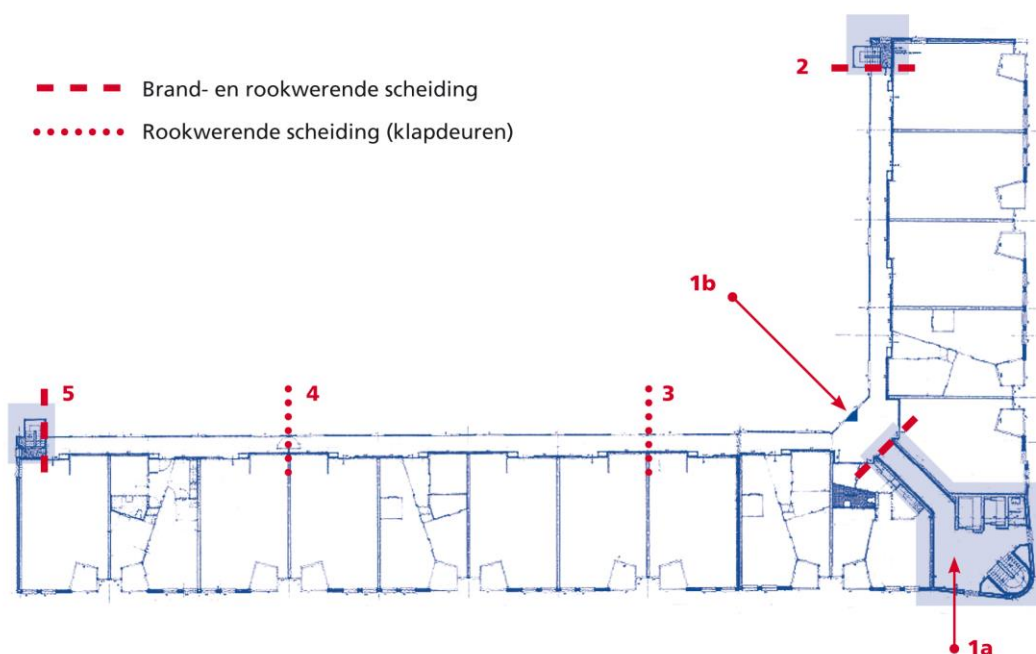 2
Brand- en rookwerende scheiding
Rookwerende scheiding (klapdeuren)
1b
5
4
3
1a